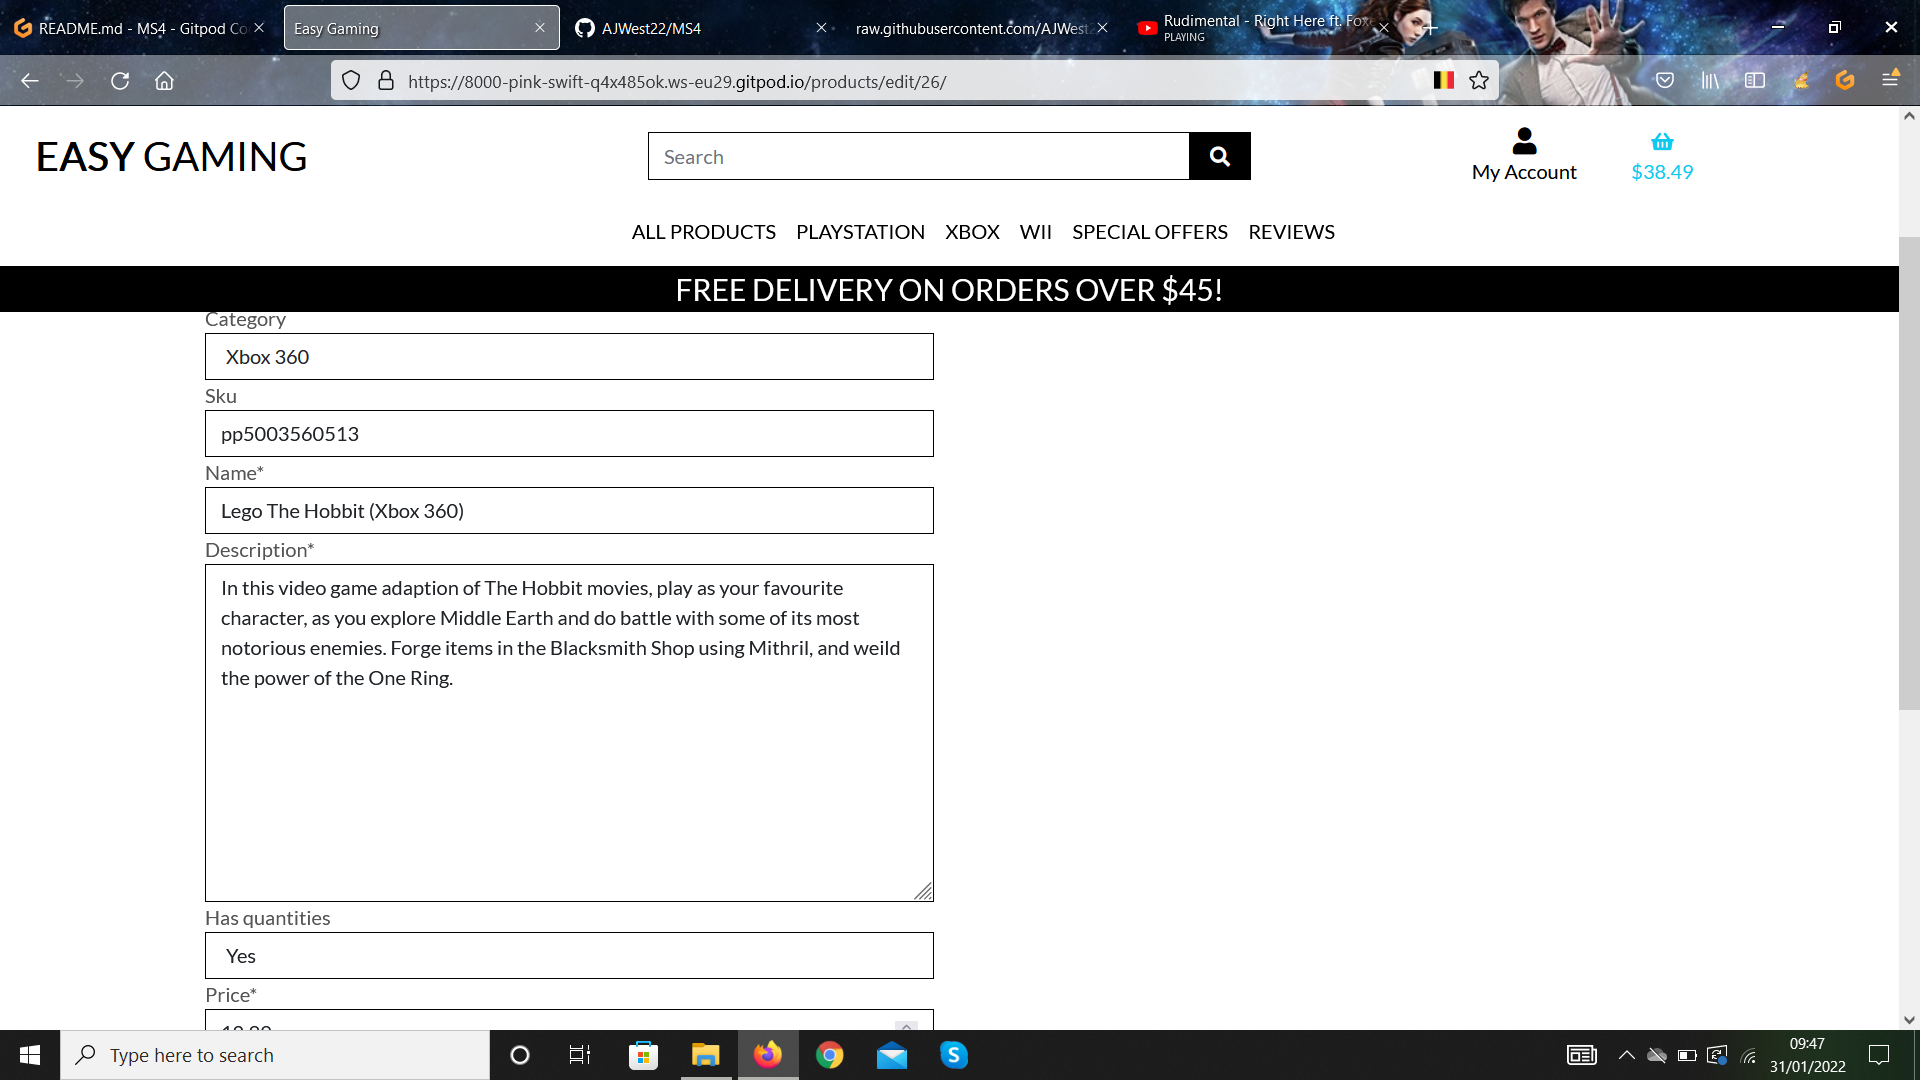 README.md - MS4 - Gitpod Co
Easy Gaming
AJWest22/MS4
raw.githubusercontent.com/AJWest2
Rudimental - Right Here ft. Foxe
PLAYING
https://8000-pink-swift-q4x485ok.ws-eu29.gitpod.io/products/edit/26/
EASY GAMING
Search
My Account
$38.49
ALL PRODUCTS PLAYSTATION XBOX WII SPECIAL OFFERS REVIEWS
FREE DELIVERY ON ORDERS OVER $45!
Category
Xbox 360
Sku
pp5003560513
Name*
Lego The Hobbit (Xbox 360)
Description*
In this video game adaption of The Hobbit movies, play as your favourite
character, as you explore Middle Earth and do battle with some of its most
notorious enemies. Forge items in the Blacksmith Shop using Mithril, and weild
the power of the One Ring.
Has quantities
Yes
Price*
Type here to search
09:47
31/01/2022